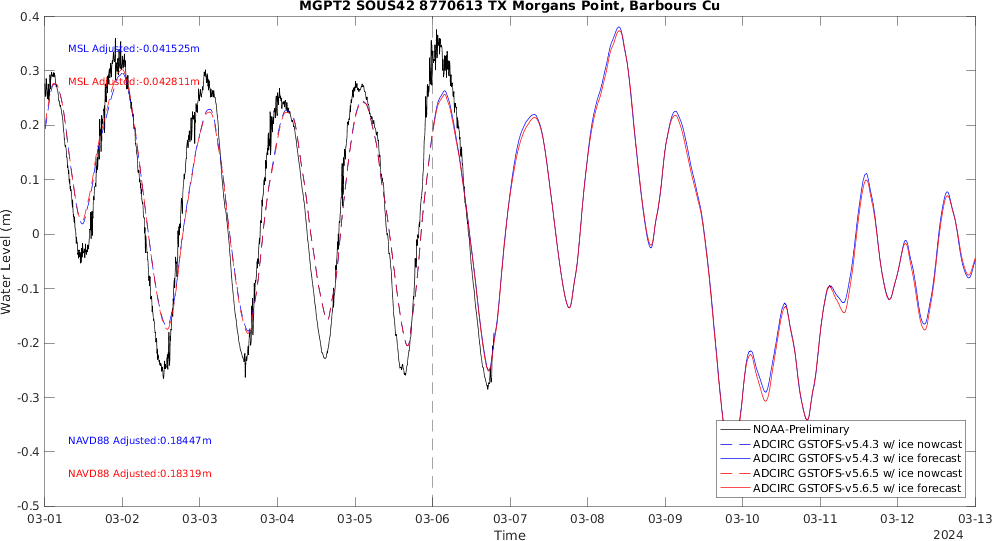 MGPT2 SOUS42 8770613 TX Morgans Point, Barbours Cu
0.4
0.3
0.2
0.1
0
-0.1
-0.2
-0.3
-0.4
-0.5
Water Level (m)
MSL Adjusted:-0.041525m
MSL Adjusted:-0.042811m
NAVD88 Adjusted:0.18447m
NAVD88 Adjusted:0.18319m
NOAA-Preliminary
ADCIRC GSTOFS-v5.4.3 w/ ice nowcast
ADCIRC GSTOFS-v5.4.3 w/ ice forecast
ADCIRC GSTOFS-v5.6.5 w/ ice nowcast
ADCIRC GSTOFS-v5.6.5 w/ ice forecast
03-01 03-02 03-03 03-04 03-05 03-06 03-07 03-08 03-09 03-10 03-11 03-12 03-13
Time
2024